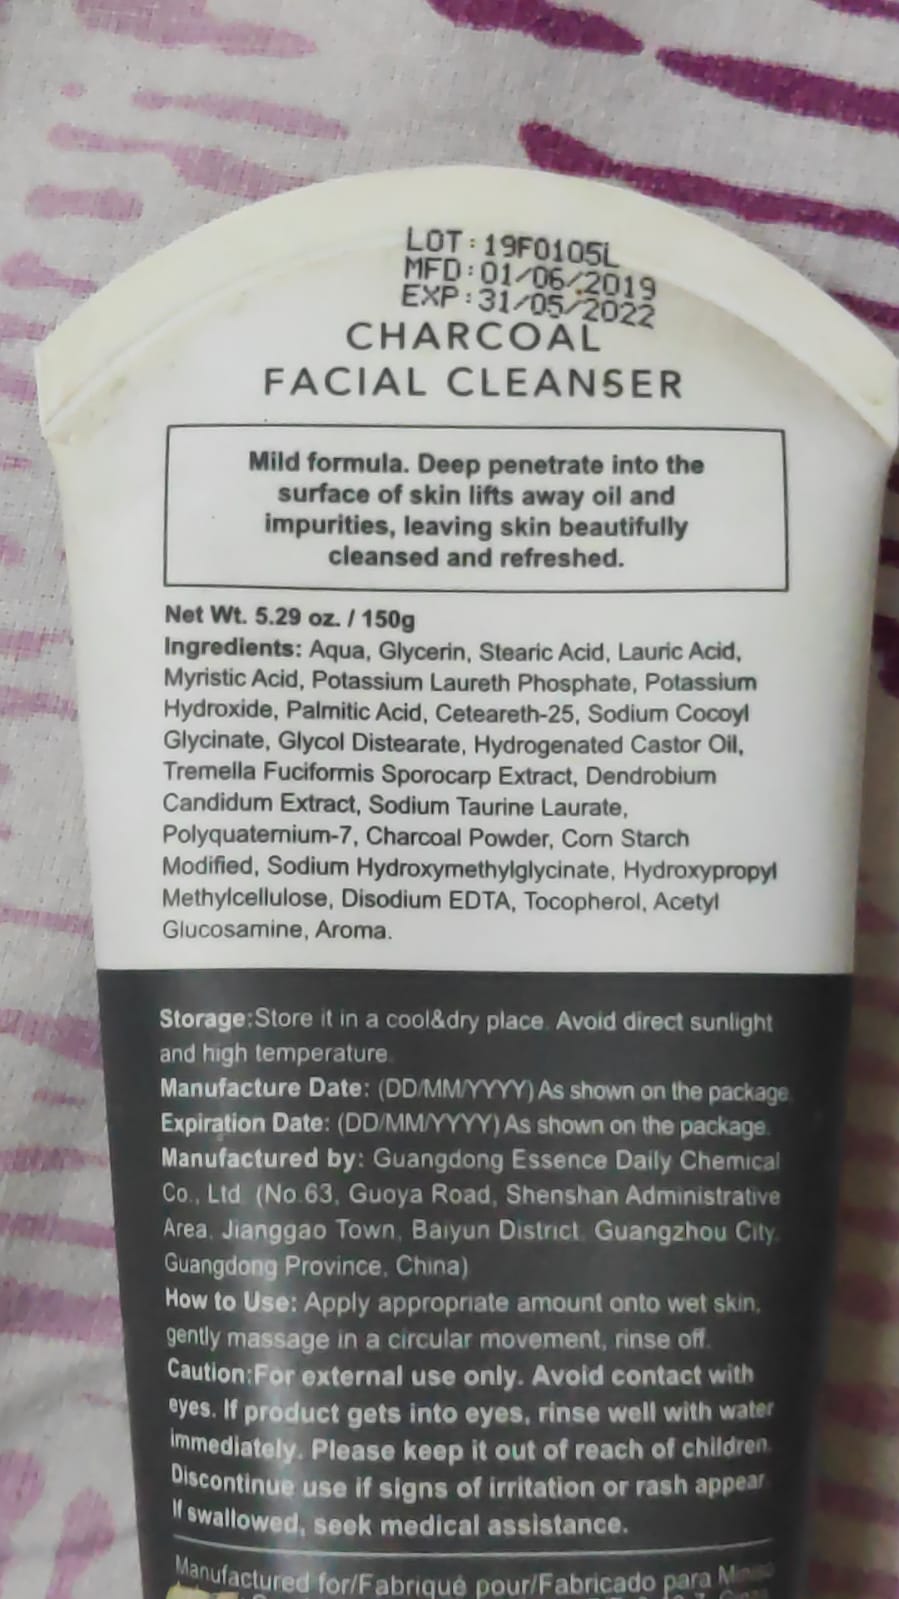 LOT : 19F0105L
MFD : 01/06/2019
EXP : 31/05/2022
CHARCOAL
FACIAL CLEANSER
Mild formula. Deep penetrate into the
surface of skin lifts away oil and
impurities, leaving skin beautifully
cleansed and refreshed.
Net Wt. 5.29 oz. / 150g
Ingredients: Aqua, Glycerin, Stearic Acid, Lauric Acid,
Myristic Acid, Potassium Laureth Phosphate, Potassium
Hydroxide, Palmitic Acid, Ceteareth-25, Sodium Cocoyl
Glycinate, Glycol Distearate, Hydrogenated Castor Oil,
Tremella Fuciformis Sporocarp Extract, Dendrobium
Candidum Extract, Sodium Taurine Laurate,
Polyquaternium-7, Charcoal Powder, Corn Starch
Modified, Sodium Hydroxymethylglycinate, Hydroxypropyl
Methylcellulose, Disodium EDTA, Tocopherol, Acetyl
Glucosamine, Aroma.
Storage:Store it in a cool&dry place. Avoid direct sunlight
and high temperature.
Manufacture Date: (DD/MM/YYYY) As shown on the package.
Expiration Date: (DD/MM/YYYY) As shown on the package.
Manufactured by: Guangdong Essence Daily Chemical
Co., Ltd. (No.63, Guoya Road, Shenshan Administrative
Area, Jianggao Town, Baiyun District, Guangzhou City,
Guangdong Province, China)
How to Use: Apply appropriate amount onto wet skin,
gently massage in a circular movement, rinse off.
Caution:For external use only. Avoid contact with
eyes. If product gets into eyes, rinse well with water
immediately. Please keep it out of reach of children.
Discontinue use if signs of irritation or rash appear.
If swallowed, seek medical assistance.
Manufactured for/Fabriqué pour/Fabricado para